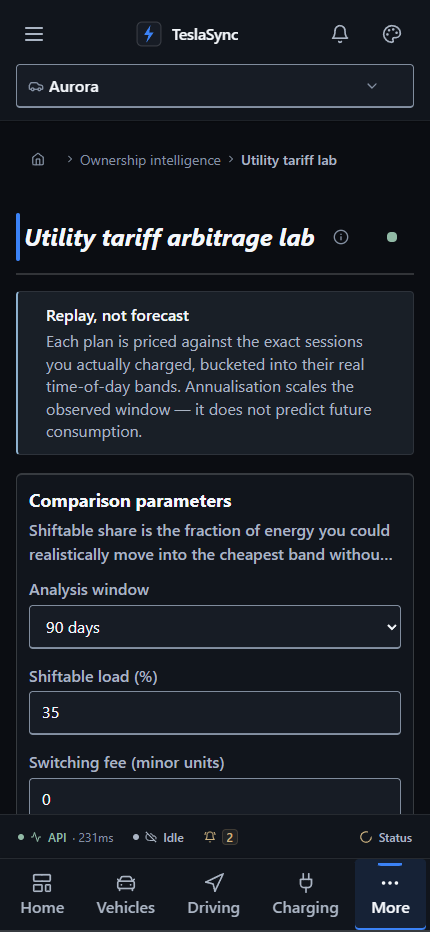 TeslaSync
Aurora
Ownership intelligence
Utility tariff lab
Utility tariff arbitrage lab
Replay, not forecast
Each plan is priced against the exact sessions
you actually charged, bucketed into their real
time-of-day bands. Annualisation scales the
observed window — it does not predict future
consumption.
Comparison parameters
Shiftable share is the fraction of energy you could
realistically move into the cheapest band withou...
Analysis window
90 days
Shiftable load (%)
35
Switching fee (minor units)
0
API · 231ms
Idle
2
Status
Home
Vehicles
Driving
Charging
More